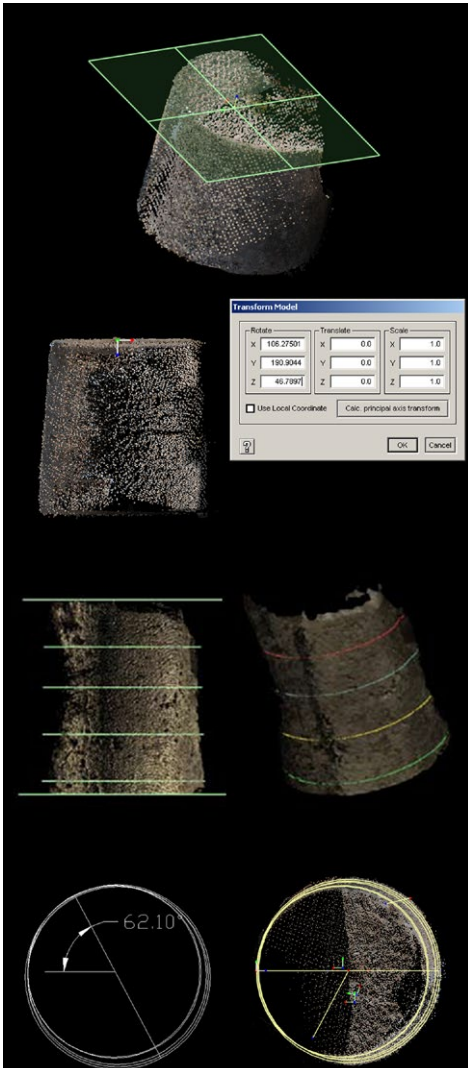 Transform Model
Rotate
Translate
Scale
X 106.27501
X 0.0
X 1.0
Y 190.9044
Y 0.0
Y 1.0
Z 46.7897
Z 0.0
Z 1.0
Use Local Coordinate
Calc. principal axis transform
?
OK
Cancel
62.10°